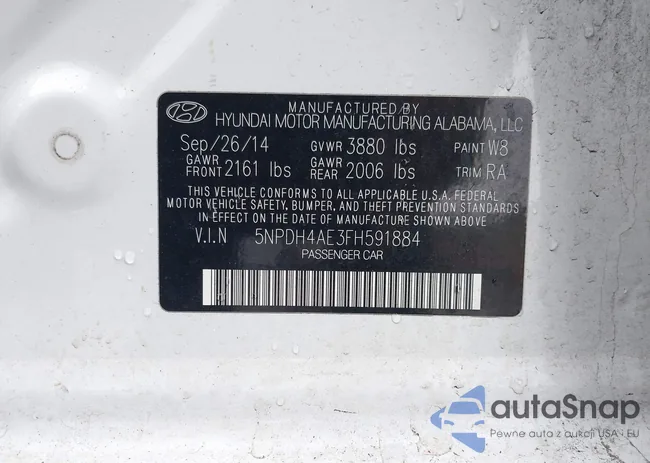 MANUFACTURED BY
HYUNDAI MOTOR MANUFACTURING ALABAMA, LLC
Sep/26/14 GVWR 3880 lbs PAINT W8
GAWR FRONT 2161 lbs GAWR REAR 2006 lbs TRIM RA
THIS VEHICLE CONFORMS TO ALL APPLICABLE U.S.A. FEDERAL
MOTOR VEHICLE SAFETY, BUMPER, AND THEFT PREVENTION STANDARDS
IN EFFECT ON THE DATE OF MANUFACTURE SHOWN ABOVE
V.I.N 5NPDH4AE3FH591884
PASSENGER CAR
autoSnap
Pewne auta z aukcji USA i EU